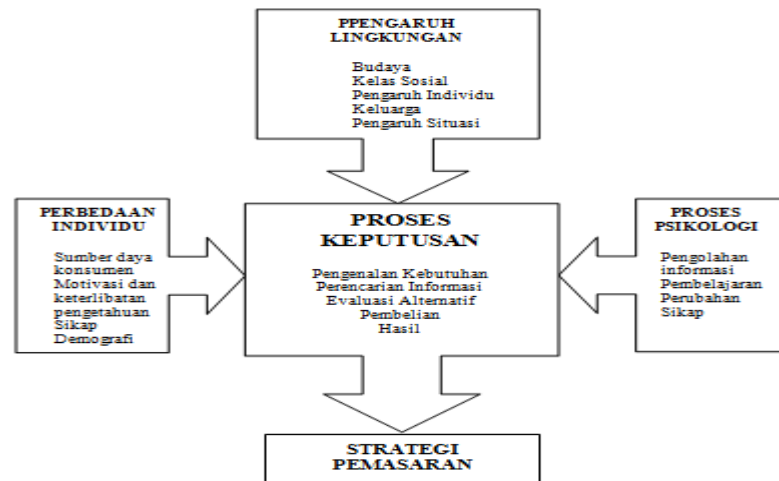 PPENGARUH
LINGKUNGAN
Budaya
Kelas Sosial
Pengaruh Individu
Keluarga
Pengaruh Situasi
PERBEDAAN
INDIVIDU
Sumber daya
konsumen
Motivasi dan
keterlibatan
pengetahuan
Sikap
Demografi
PROSES
KEPUTUSAN
Pengenalan Kebutuhan
Perencarian Informasi
Evaluasi Alternatif
Pembelian
Hasil
PROSES
PSIKOLOGI
Pengolahan
informasi
Pembelajaran
Perubahan
Sikap
STRATEGI
PEMASARAN